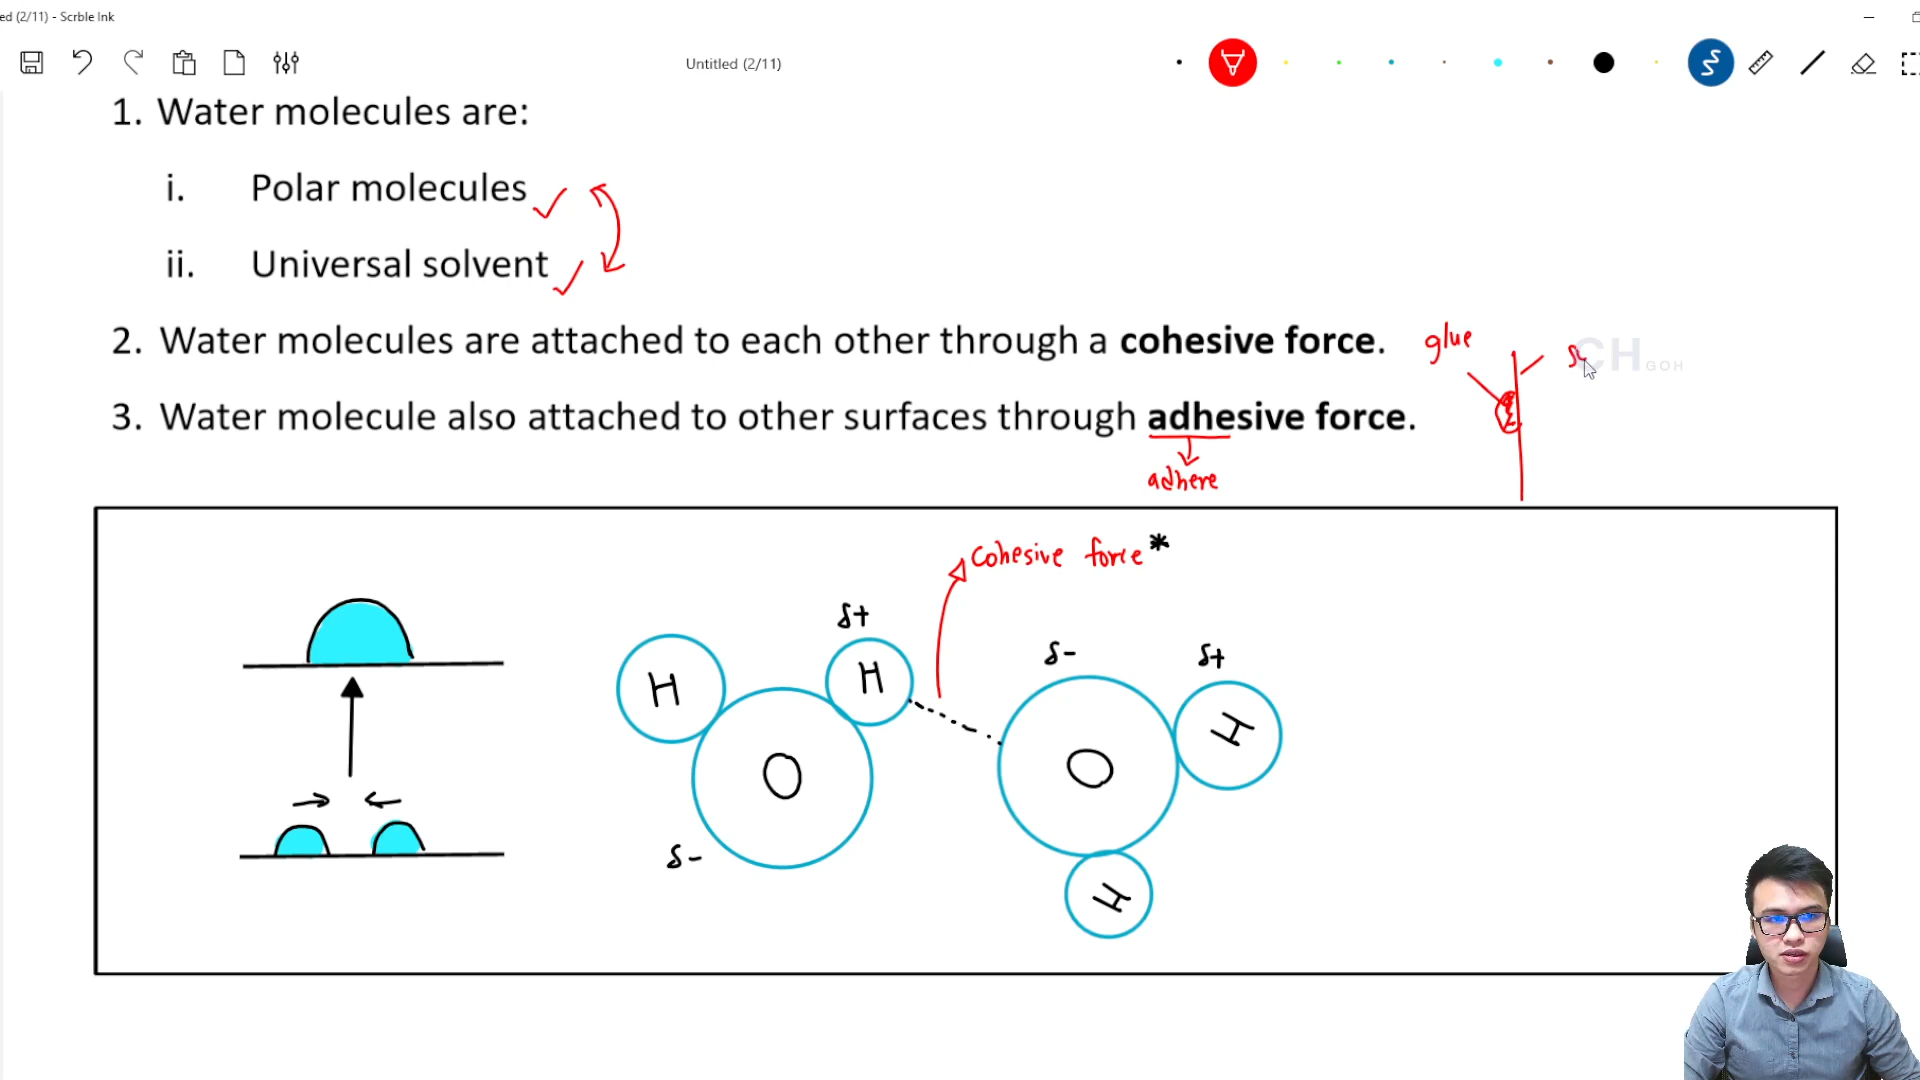 ed (2/11) - Scrble Ink
Untitled (2/11)
1. Water molecules are:
i. Polar molecules
ii. Universal solvent
2. Water molecules are attached to each other through a cohesive force.
glue
CH GOH
3. Water molecule also attached to other surfaces through adhesive force.
adhere
Cohesive force*
δ+
δ- δ+
H H
H
O O
δ-
H